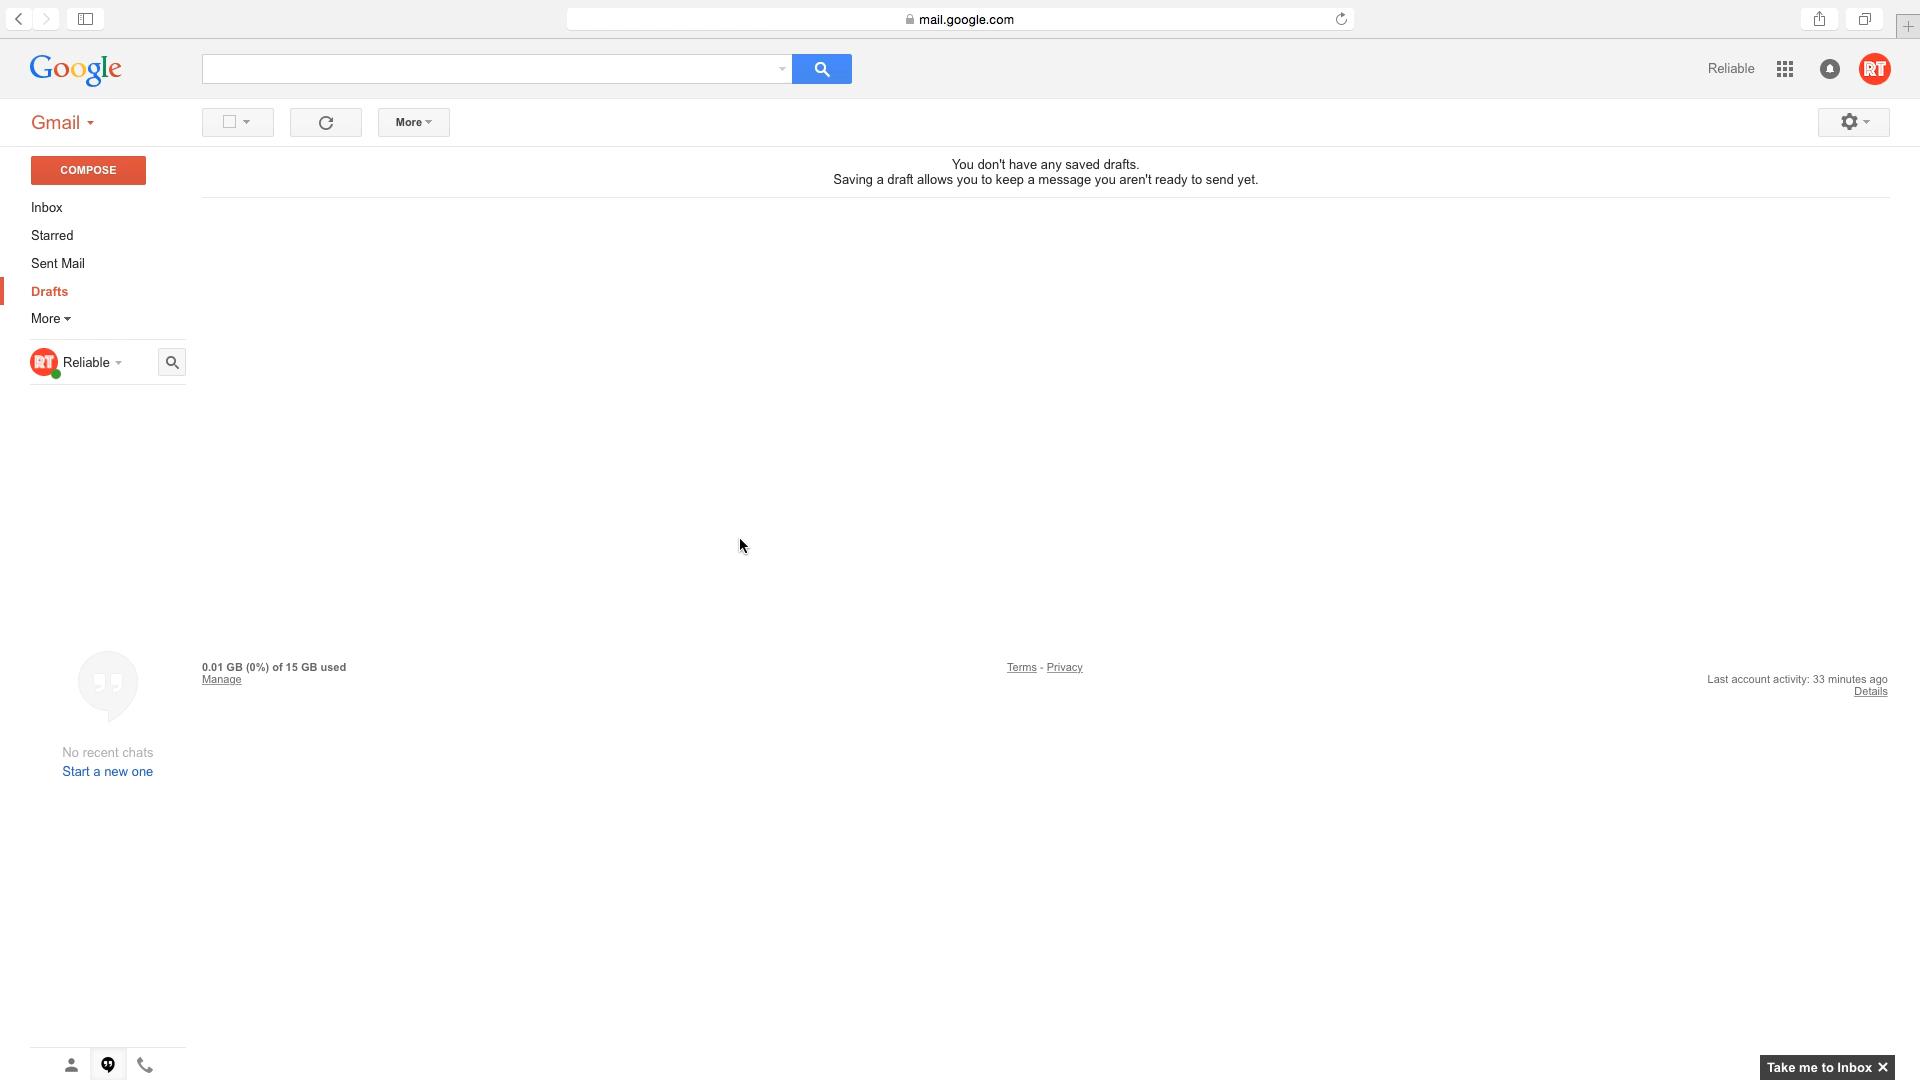 mail.google.com
Google
Reliable
RT
Gmail
More
You don't have any saved drafts.
Saving a draft allows you to keep a message you aren't ready to send yet.
COMPOSE
Inbox
Starred
Sent Mail
Drafts
More
RT Reliable
0.01 GB (0%) of 15 GB used
Manage
Terms - Privacy
Last account activity: 33 minutes ago
Details
No recent chats
Start a new one
Take me to Inbox